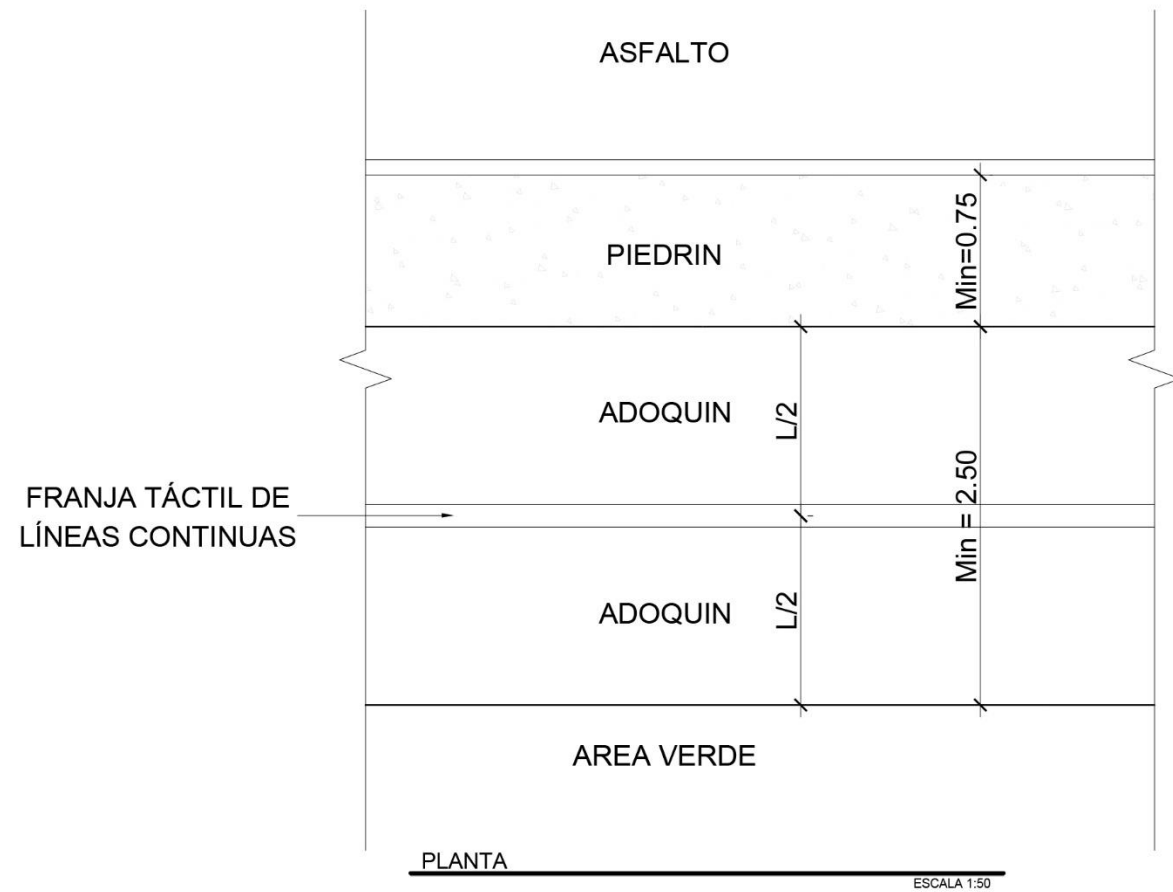 ASFALTO
Min=0.75
PIEDRIN
ADOQUIN
L/2
Min = 2.50
FRANJA TÁCTIL DE
LÍNEAS CONTINUAS
ADOQUIN
L/2
AREA VERDE
PLANTA
ESCALA 1:50